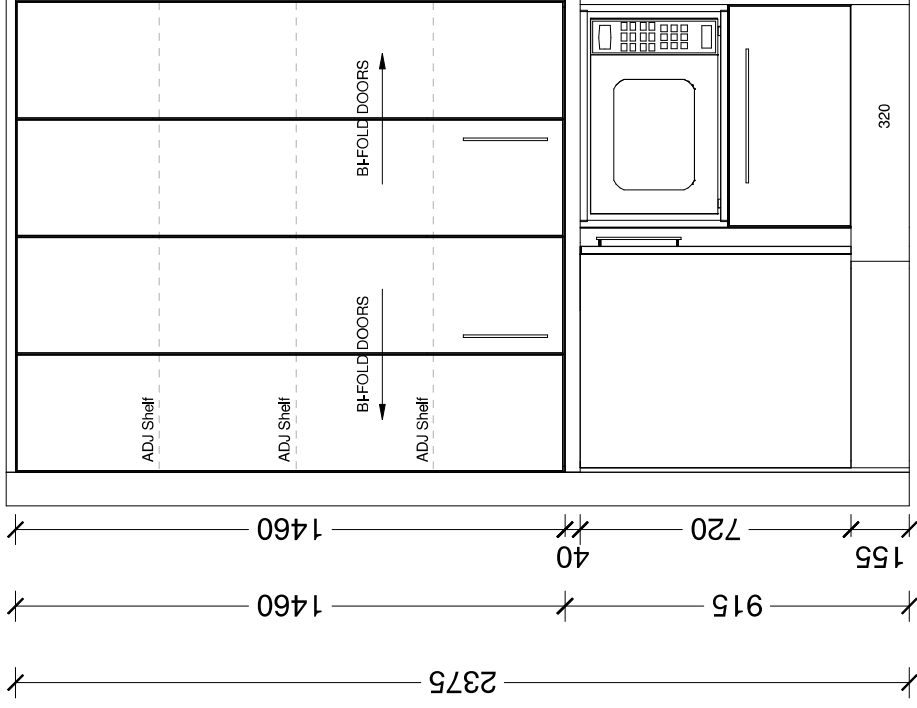 BI-FOLD DOORS
320
BI-FOLD DOORS
ADJ Shelf
ADJ Shelf
ADJ Shelf
1460
40
720
155
1460
915
2375